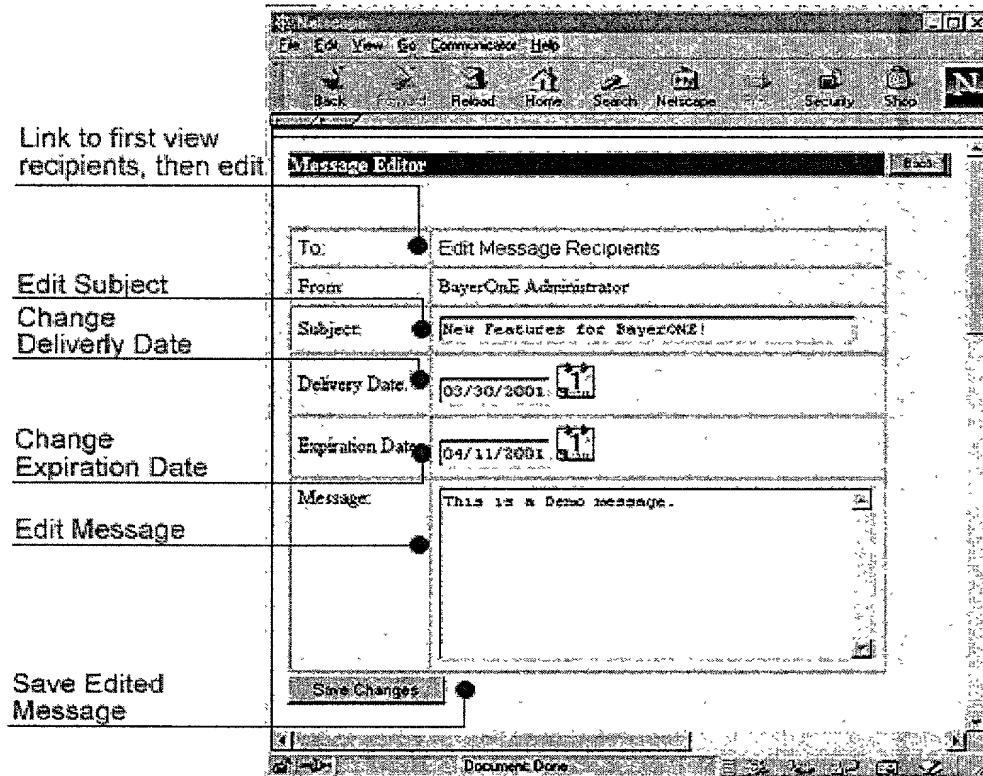 File Edit View Go Communicator Help
Back Forward Reload Home Search Netscape Security Shop
N
Link to first view
recipients, then edit
Message Editor
Back
To: Edit Message Recipients
From: BayerOnE Administrator
Edit Subject
Subject: New Features for BayerONE!
Change
Deliverly Date
Delivery Date: 03/30/2001
1
Change
Expiration Date
Expiration Date 04/11/2001
1
Message: This is a Demo message.
Edit Message
Save Edited
Message
Save Changes
Document Done